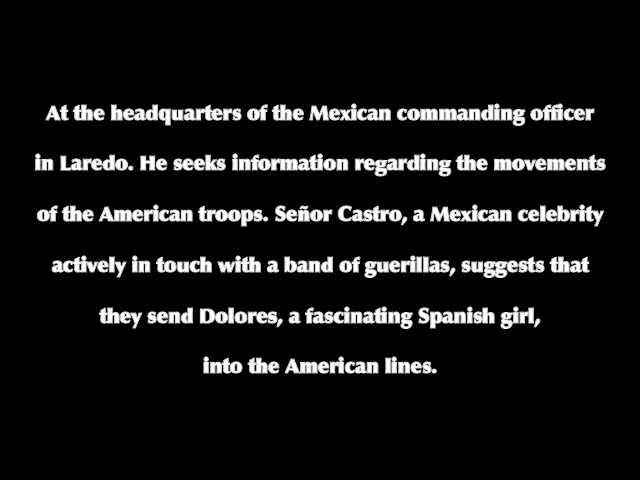 At the headquarters of the Mexican commanding officer
in Laredo. He seeks information regarding the movements
of the American troops. Señor Castro, a Mexican celebrity
actively in touch with a band of guerillas, suggests that
they send Dolores, a fascinating Spanish girl,
into the American lines.